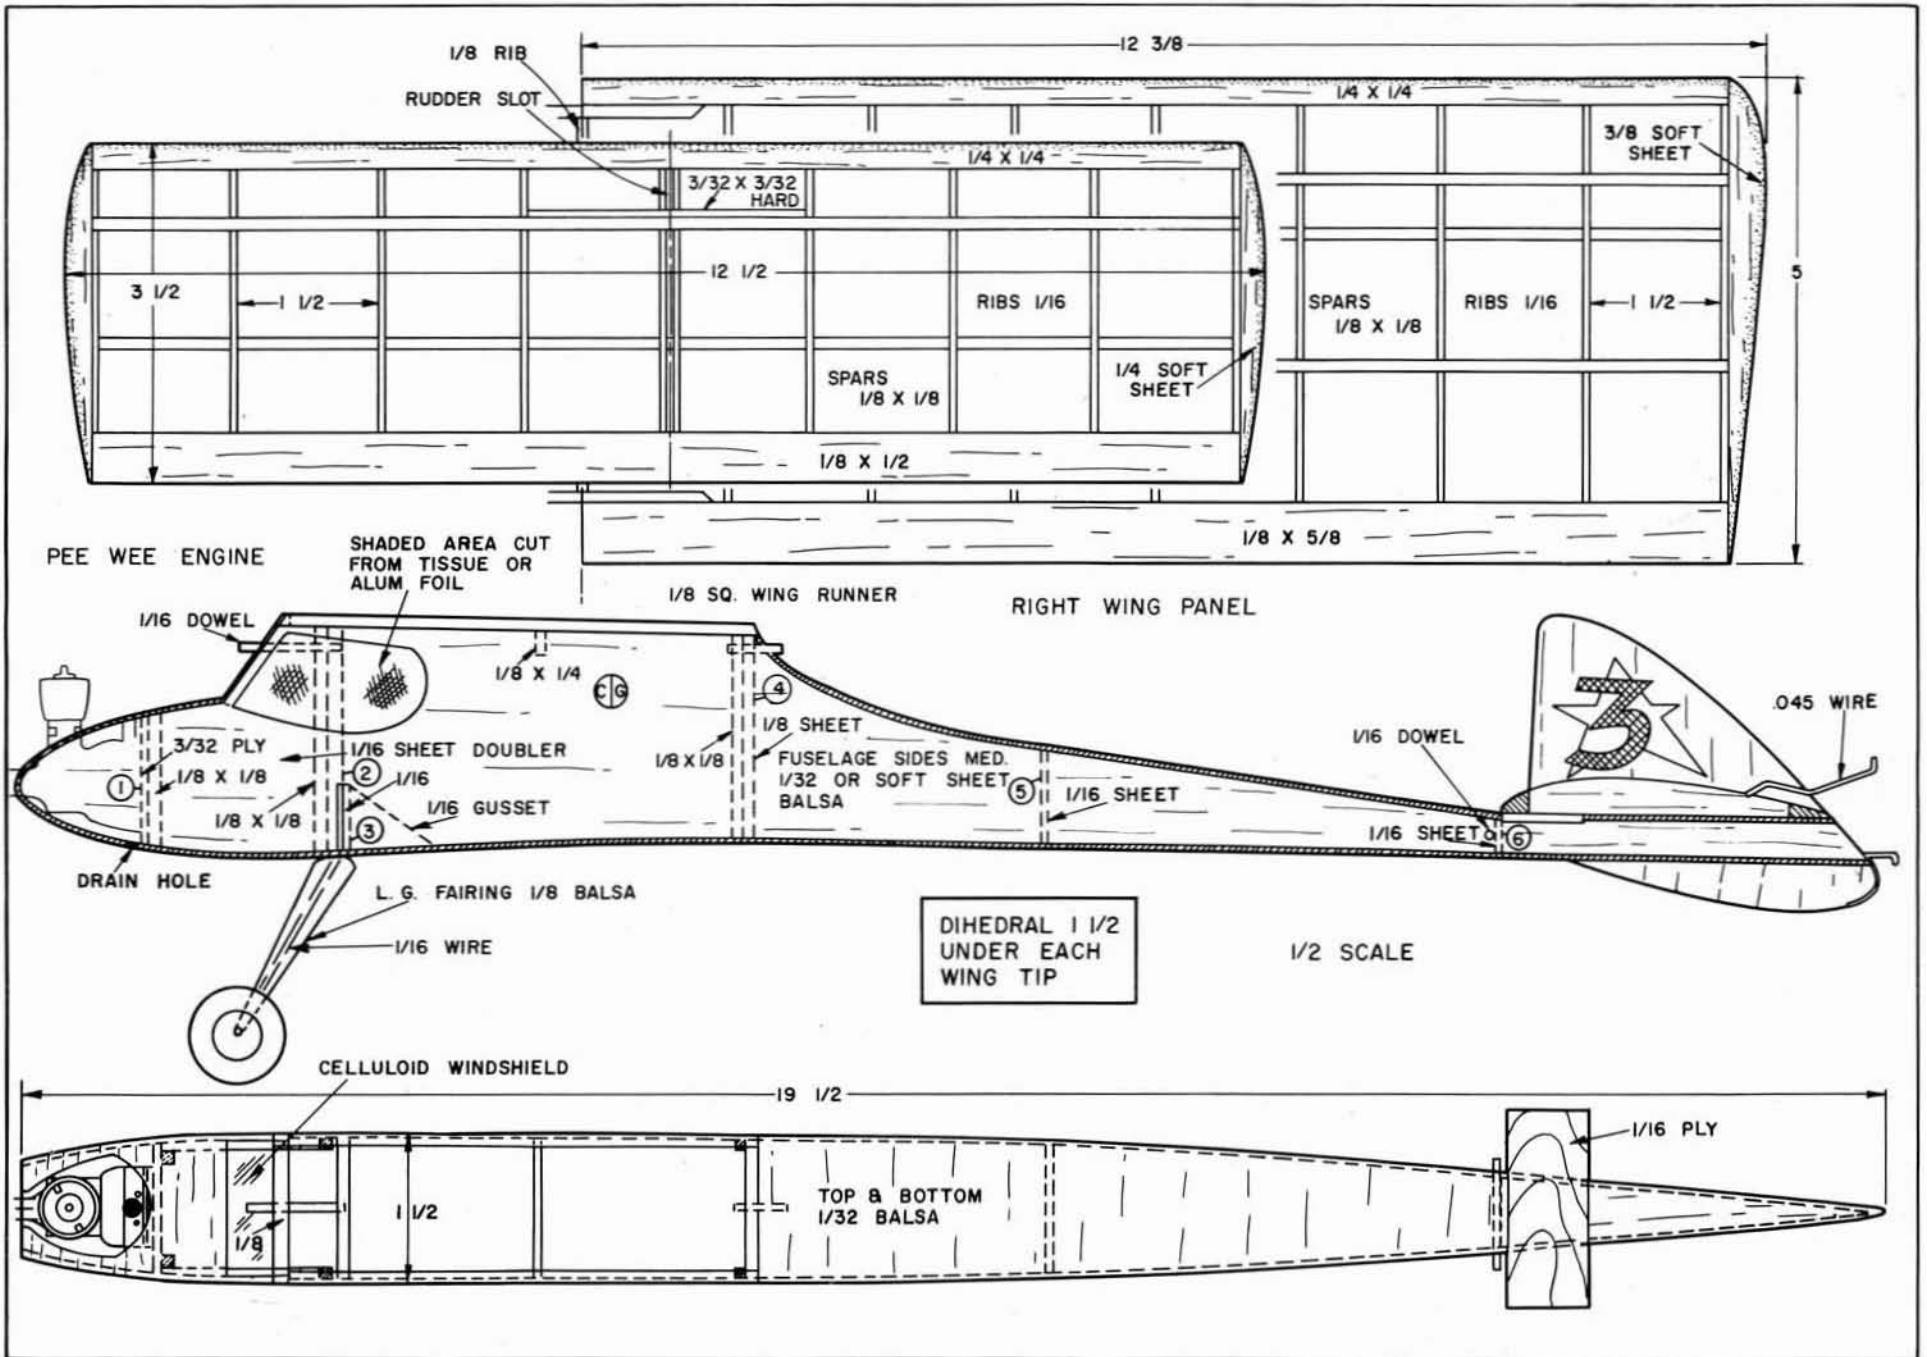 12 3/8
1/8 RIB
RUDDER SLOT
1/4 X 1/4
3/8 SOFT
SHEET
1/4 X 1/4
3/32 X 3/32
HARD
12 1/2
3 1/2
1 1/2
RIBS 1/16
SPARS
1/8 X 1/8
RIBS 1/16
1 1/2
5
1/4 SOFT
SHEET
SPARS
1/8 X 1/8
1/8 X 1/2
1/8 X 5/8
PEE WEE ENGINE
SHADED AREA CUT
FROM TISSUE OR
ALUM FOIL
1/8 SQ. WING RUNNER
RIGHT WING PANEL
1/16 DOWEL
1/8 X 1/4
C G
4
3
.045 WIRE
3/32 PLY
1/16 SHEET DOUBLER
1/8 X 1/8
1
2
1/16
1/8 X 1/8
3
1/16 GUSSET
1/8 X 1/8
1/8 SHEET
FUSELAGE SIDES MED.
1/32 OR SOFT SHEET
BALSA
5
1/16 SHEET
1/16 DOWEL
1/16 SHEET
6
DRAIN HOLE
L. G. FAIRING 1/8 BALSA
1/16 WIRE
DIHEDRAL 1 1/2
UNDER EACH
WING TIP
1/2 SCALE
CELLULOID WINDSHIELD
19 1/2
1/16 PLY
1/8
1 1/2
TOP & BOTTOM
1/32 BALSA